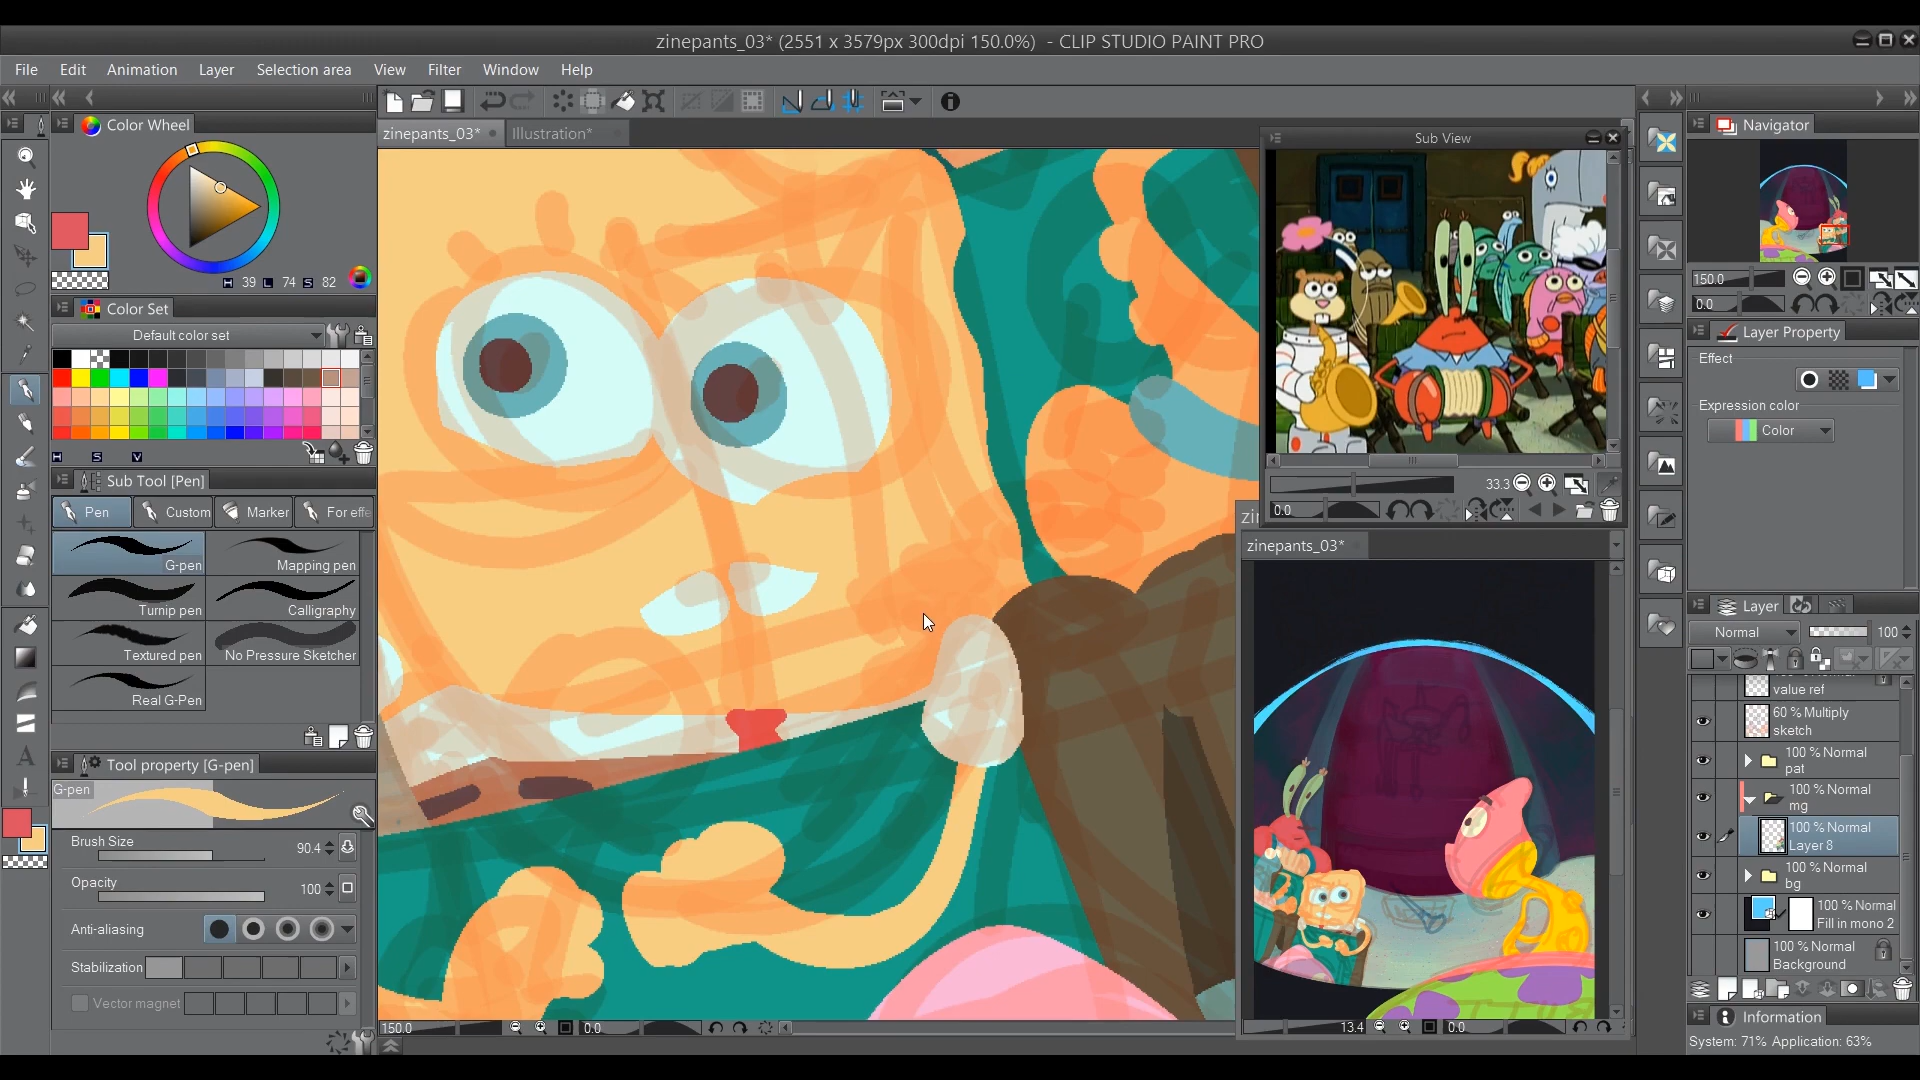 zinepants_03* (2551 x 3579px 300dpi 150.0%) - CLIP STUDIO PAINT PRO
File Edit Animation Layer Selection area View Filter Window Help
Color Wheel
H 39 L 74 S 82
Color Set
Default color set
H S V
Sub Tool [Pen]
Pen Custom Marker For effe
G-pen Mapping pen
Turnip pen Calligraphy
Textured pen No Pressure Sketcher
Real G-Pen
Tool property [G-pen]
G-pen
Brush Size 90.4
Opacity 100
Anti-aliasing
Stabilization
Vector magnet
zinepants_03* Illustration*
150.0 0.0
Sub View
33.3
0.0
zi
zinepants_03*
13.4 0.0
Navigator
150.0
0.0
Layer Property
Effect
Expression color
Color
Layer
Normal 100
value ref
60 % Multiply
sketch
100 % Normal
pat
100 % Normal
mg
100 % Normal
Layer 8
100 % Normal
bg
100 % Normal
Fill in mono 2
100 % Normal
Background
Information
System: 71% Application: 63%